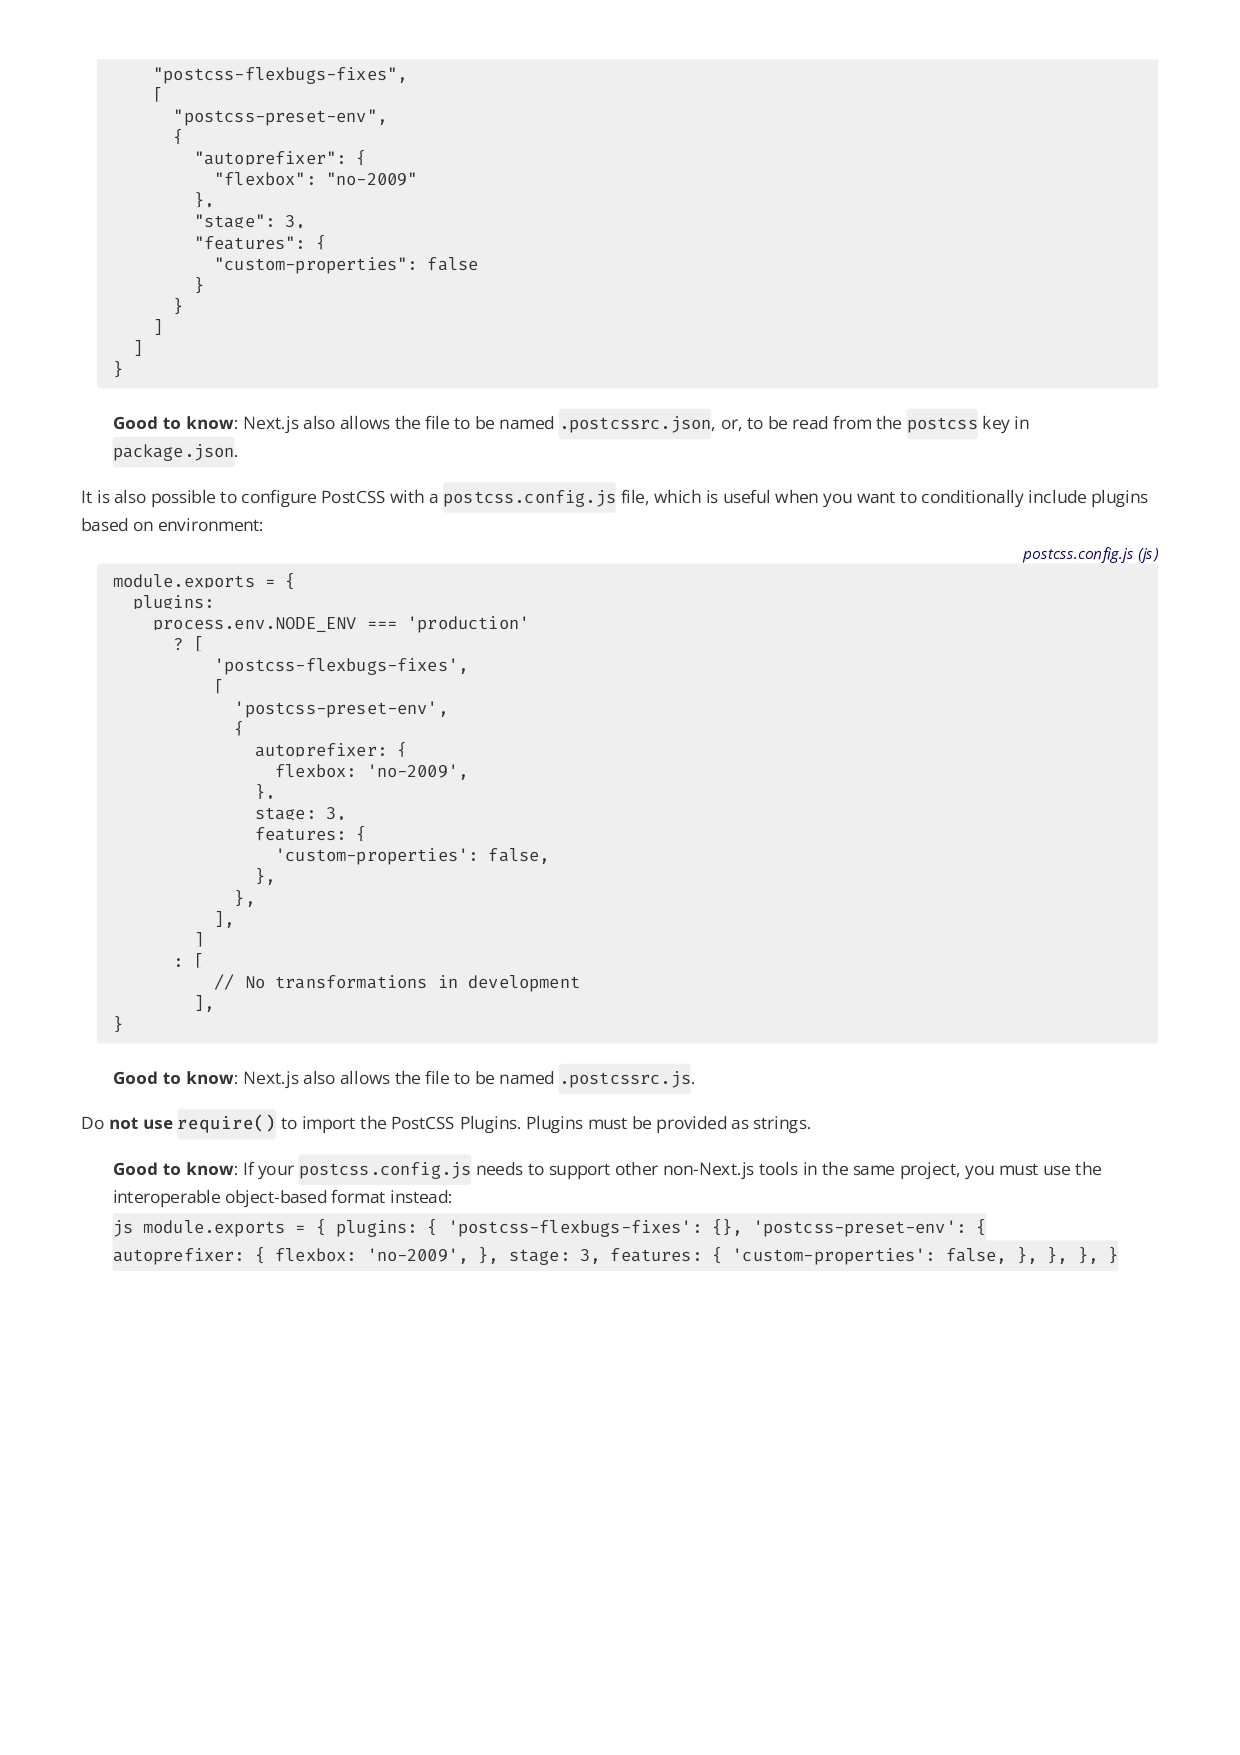 "postcss-flexbugs-fixes",
    [
      "postcss-preset-env",
      {
        "autoprefixer": {
          "flexbox": "no-2009"
        },
        "stage": 3,
        "features": {
          "custom-properties": false
        }
      }
    ]
  ]
}
Good to know: Next.js also allows the file to be named .postcssrc.json, or, to be read from the postcss key in
package.json.
It is also possible to configure PostCSS with a postcss.config.js file, which is useful when you want to conditionally include plugins
based on environment:
postcss.config.js (js)
module.exports = {
  plugins:
    process.env.NODE_ENV === 'production'
      ? [
          'postcss-flexbugs-fixes',
          [
            'postcss-preset-env',
            {
              autoprefixer: {
                flexbox: 'no-2009',
              },
              stage: 3,
              features: {
                'custom-properties': false,
              },
            },
          ],
        ]
      : [
          // No transformations in development
        ],
}
Good to know: Next.js also allows the file to be named .postcssrc.js.
Do not use require() to import the PostCSS Plugins. Plugins must be provided as strings.
Good to know: If your postcss.config.js needs to support other non-Next.js tools in the same project, you must use the
interoperable object-based format instead:
js module.exports = { plugins: { 'postcss-flexbugs-fixes': {}, 'postcss-preset-env': {
autoprefixer: { flexbox: 'no-2009', }, stage: 3, features: { 'custom-properties': false, }, }, }, }